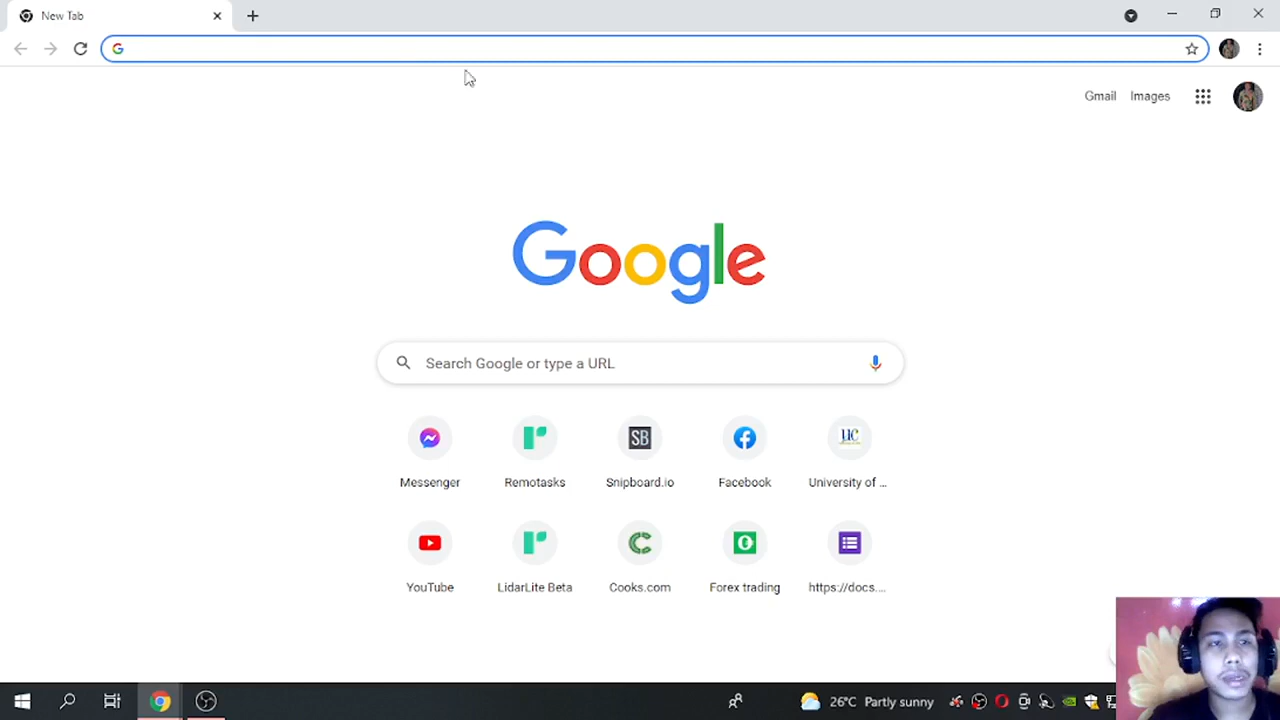 New Tab
Gmail Images
Google
Search Google or type a URL
SB
UC
Messenger Remotasks Snipboard.io Facebook University of ...
YouTube LidarLite Beta Cooks.com Forex trading https://docs....
26°C Partly sunny